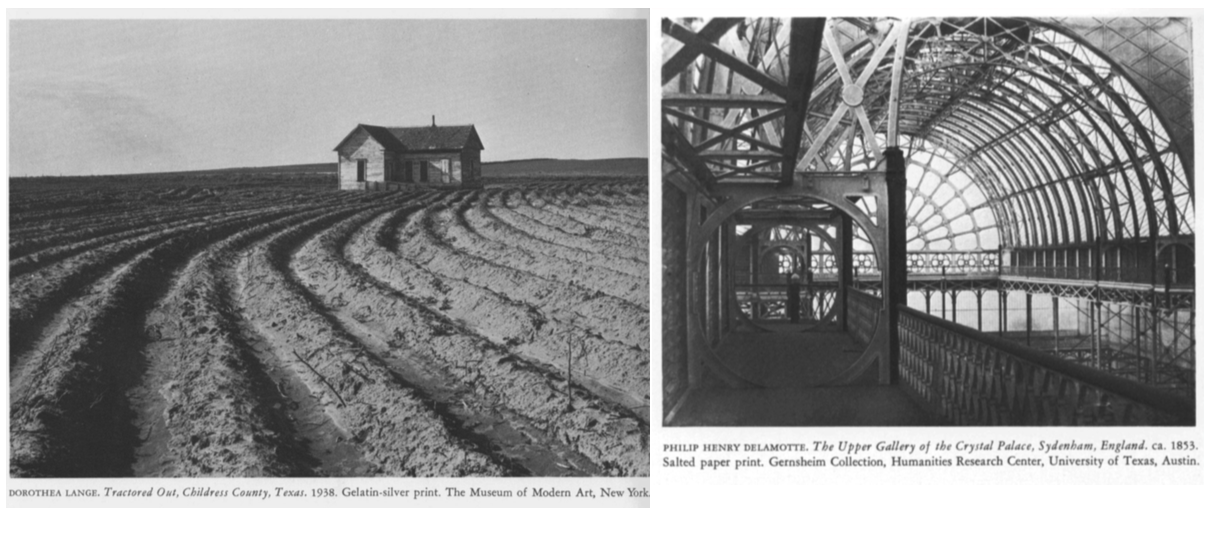 DOROTHEA LANGE. Tractored Out, Childress County, Texas. 1938. Gelatin-silver print. The Museum of Modern Art, New York
PHILIP HENRY DELAMOTTE. The Upper Gallery of the Crystal Palace, Sydenham, England. ca. 1853.
Salted paper print. Gernsheim Collection, Humanities Research Center, University of Texas, Austin.